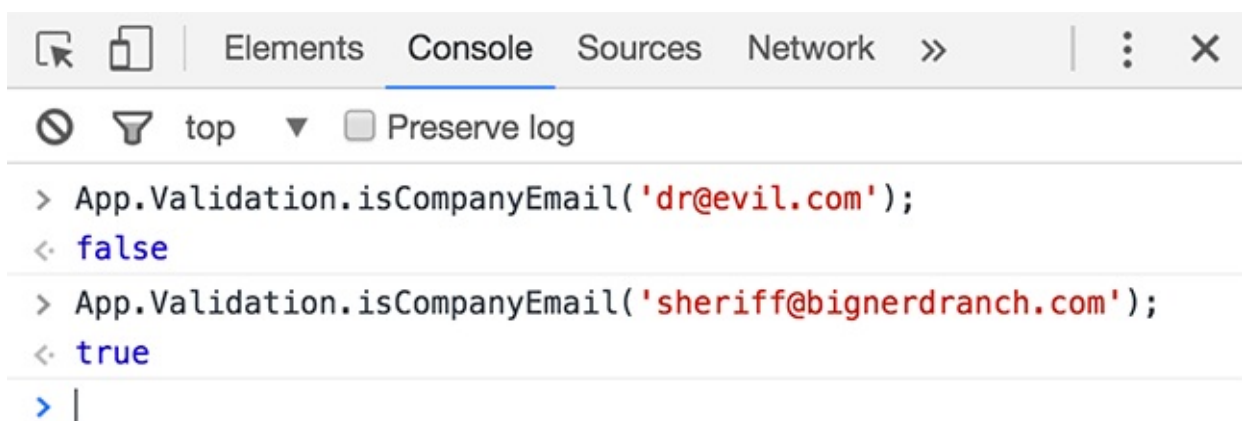 Elements Console Sources Network »
top ▼ Preserve log
> App.Validation.isCompanyEmail('dr@evil.com');
false
> App.Validation.isCompanyEmail('sheriff@bignerdranch.com');
true
>